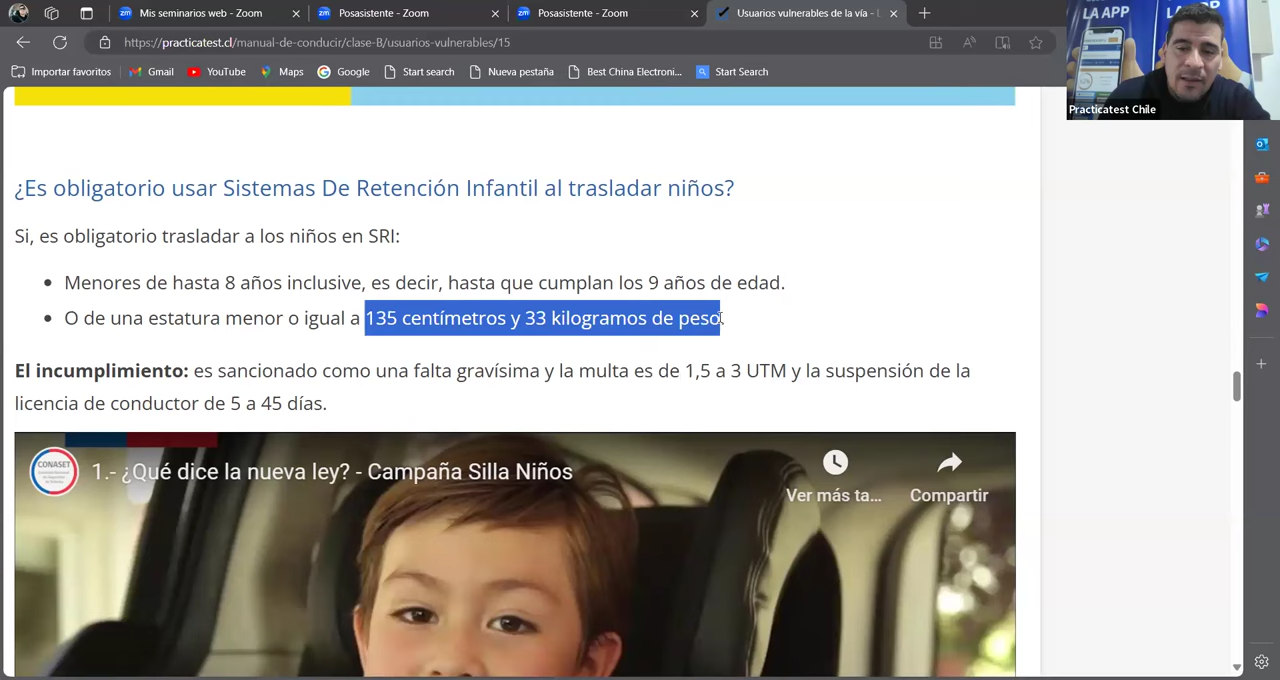 Mis seminarios web - Zoom
Posasistente - Zoom
Posasistente - Zoom
Usuarios vulnerables de la vía -
https://practicatest.cl/manual-de-conducir/clase-B/usuarios-vulnerables/15
Importar favoritos
Gmail
YouTube
Maps
Google
Start search
Nueva pestaña
Best China Electroni...
Start Search
LA APP
LA APP
Practicatest Chile
¿Es obligatorio usar Sistemas De Retención Infantil al trasladar niños?
Si, es obligatorio trasladar a los niños en SRI:
• Menores de hasta 8 años inclusive, es decir, hasta que cumplan los 9 años de edad.
• O de una estatura menor o igual a 135 centímetros y 33 kilogramos de peso.
El incumplimiento: es sancionado como una falta gravísima y la multa es de 1,5 a 3 UTM y la suspensión de la
licencia de conductor de 5 a 45 días.
CONASET
1.- ¿Qué dice la nueva ley? - Campaña Silla Niños
Ver más ta...
Compartir